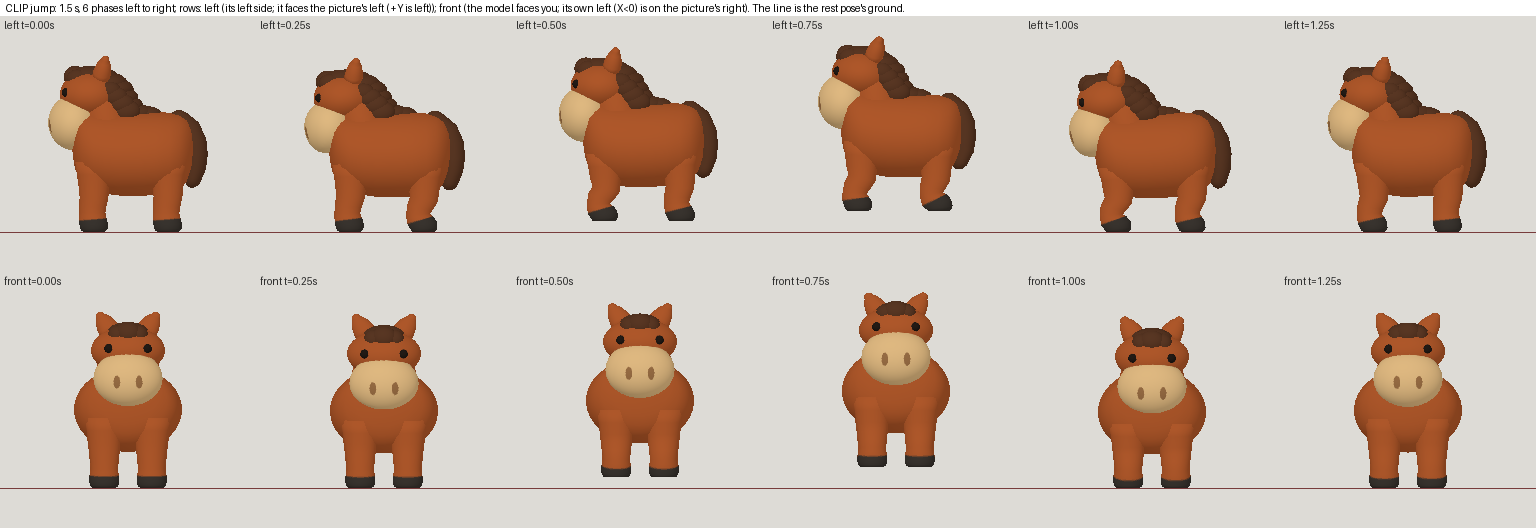 CLIP jump: 1.5 s, 6 phases left to right; rows: left (its left side; it faces the picture's left (+Y is left)); front (the model faces you; its own left (X<0) is on the picture's right). The line is the rest pose's ground.
left t=0.00s left t=0.25s left t=0.50s left t=0.75s left t=1.00s left t=1.25s
front t=0.00s front t=0.25s front t=0.50s front t=0.75s front t=1.00s front t=1.25s